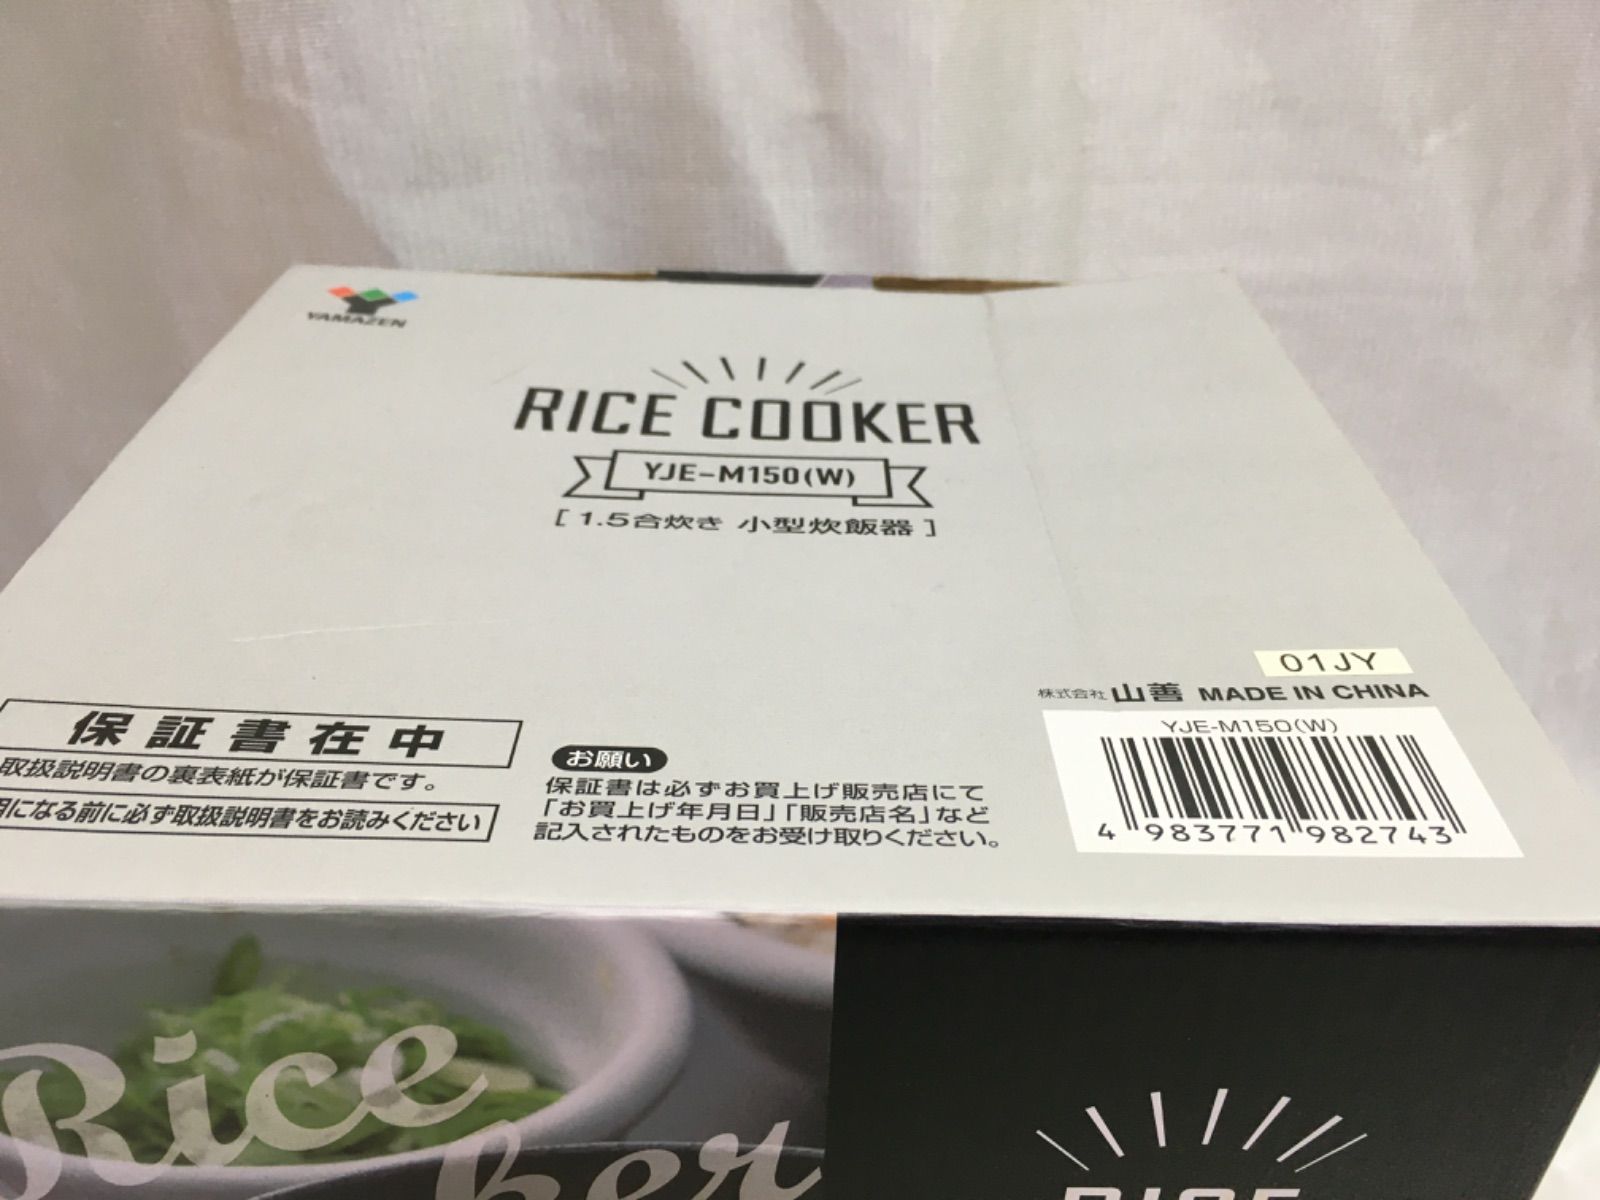 YAMAZEN
RICE COOKER
YJE-M150(W)
[ 1.5合炊き 小型炊飯器 ]
01JY
株式会社 山善 MADE IN CHINA
YJE-M150(W)
4 983771 982743
保証書在中
取扱説明書の裏表紙が保証書です。
になる前に必ず取扱説明書をお読みください
お願い
保証書は必ずお買上げ販売店にて
「お買上げ年月日」「販売店名」など
記入されたものをお受け取りください。
Rice
ker
RICE